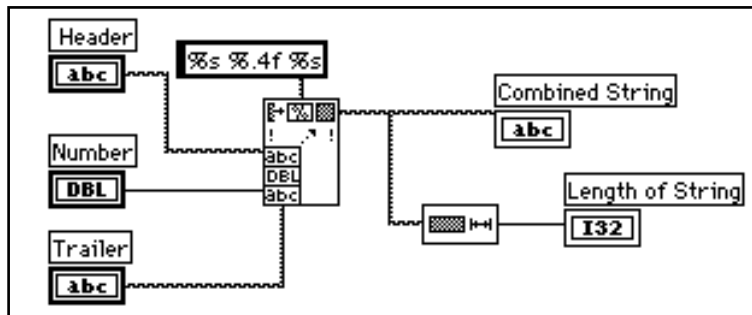 Header
abc
%s %.4f %s
Combined String
abc
Number
DBL
abc
DBL
abc
Length of String
I32
Trailer
abc